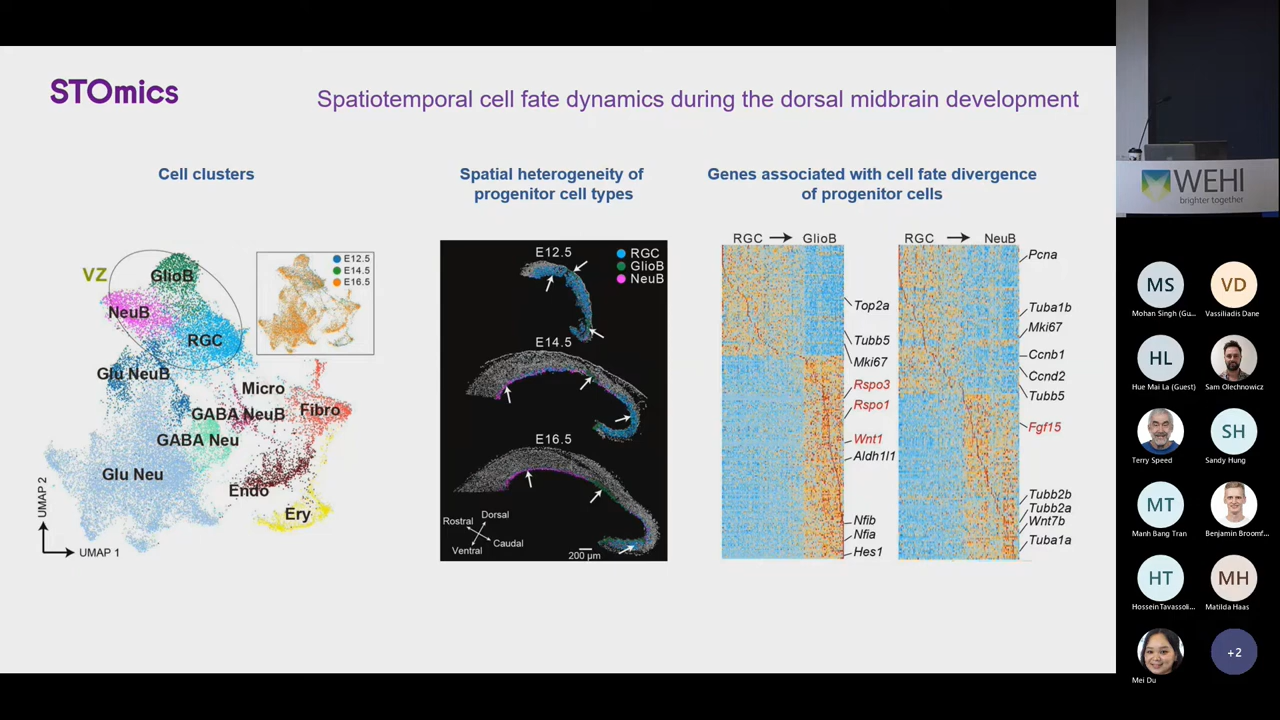 STOmics
Spatiotemporal cell fate dynamics during the dorsal midbrain development
Cell clusters
VZ
GlioB
NeuB
RGC
Glu NeuB
Micro
GABA NeuB
Fibro
GABA Neu
Glu Neu
Endo
Ery
UMAP 2
UMAP 1
E12.5
E14.5
E16.5
Spatial heterogeneity of
progenitor cell types
E12.5
RGC
GlioB
NeuB
E14.5
E16.5
Rostral
Dorsal
Ventral
Caudal
200 µm
Genes associated with cell fate divergence
of progenitor cells
RGC → GlioB
Top2a
Tubb5
Mki67
Rspo3
Rspo1
Wnt1
Aldh1l1
Nfib
Nfia
Hes1
RGC → NeuB
Pcna
Tuba1b
Mki67
Ccnb1
Ccnd2
Tubb5
Fgf15
Tubb2b
Tubb2a
Wnt7b
Tuba1a
WEHI
brighter together
MS
Mohan Singh (Gu...
VD
Vassiliadis Dane
HL
Hue Mai La (Guest)
Sam Olechnowicz
Terry Speed
SH
Sandy Hung
MT
Manh Bang Tran
Benjamin Broomf...
HT
Hossein Tavassoli...
MH
Matilda Haas
Mei Du
+2